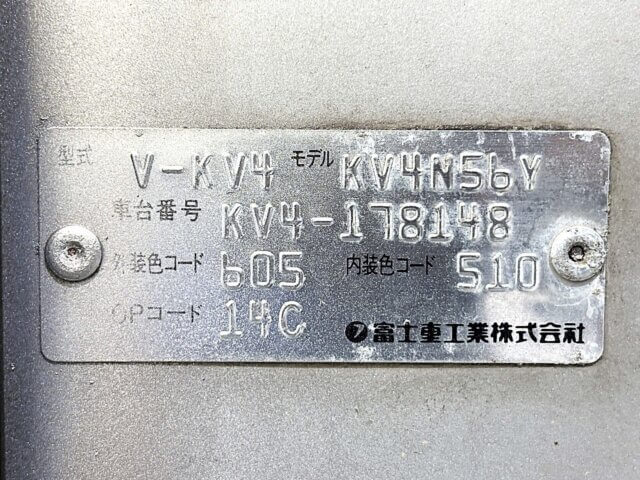 型式 V-KV4 モデル KV4N56Y
車台番号 KV4-178148
外装色コード 605 内装色コード 510
OPコード 14C
富士重工業株式会社